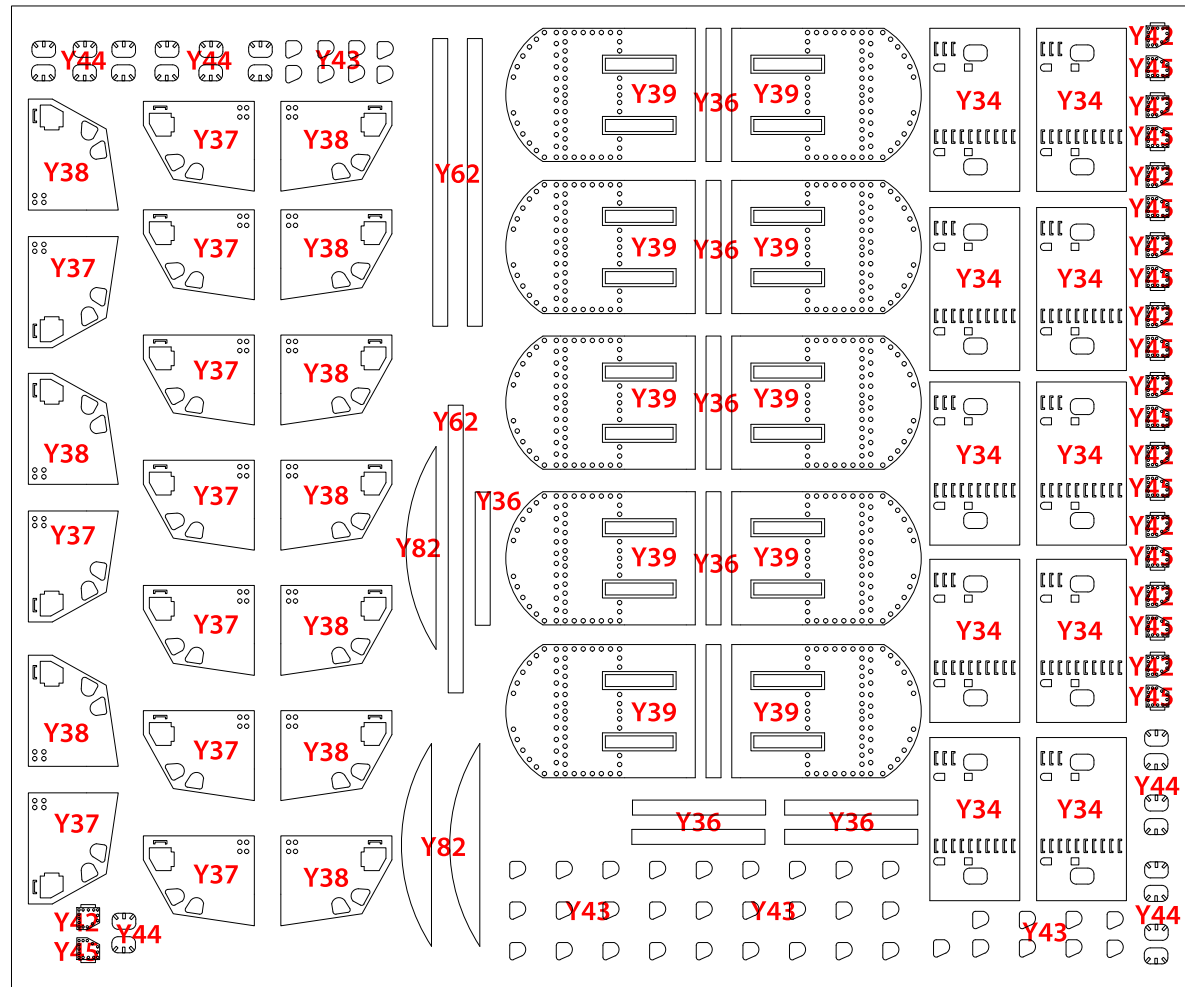 Y42
Y44 Y44 Y43 Y45
Y39 Y36 Y39 Y34 Y34 Y42
Y37 Y38 Y45
Y38 Y62 Y42
Y45
Y37 Y38 Y39 Y36 Y39 Y42
Y37 Y34 Y34 Y45
Y42
Y37 Y38 Y45
Y39 Y36 Y39 Y42
Y62 Y45
Y38 Y34 Y34 Y42
Y37 Y38 Y36 Y45
Y37 Y42
Y82 Y39 Y36 Y39 Y45
Y42
Y37 Y38 Y34 Y34 Y45
Y42
Y45
Y38 Y39 Y39
Y37 Y38
Y44
Y37 Y36 Y36 Y34 Y34
Y82
Y37 Y38
Y42 Y43 Y43 Y44
Y44 Y43
Y45